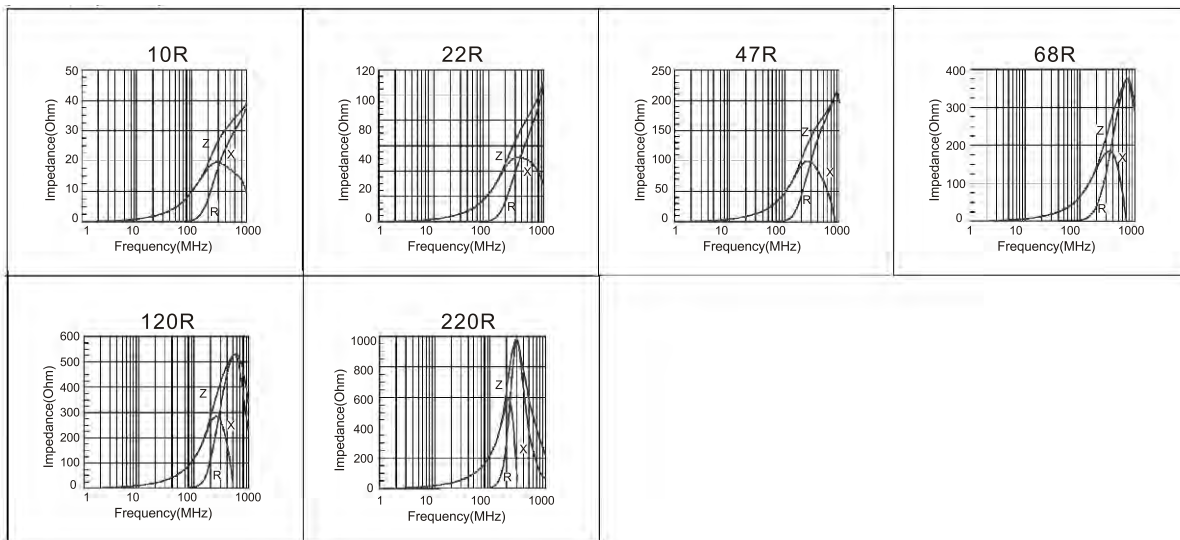 10R
50
40
30
20
10
0
Impedance(Ohm)
Z
X
R
1 10 100 1000
Frequency(MHz)
22R
120
100
80
60
40
20
0
Impedance(Ohm)
Z
X
R
1 10 100 1000
Frequency(MHz)
47R
250
200
150
100
50
0
Impedance(Ohm)
Z
X
R
1 10 100 1000
Frequency(MHz)
68R
400
300
200
100
0
Impedance(Ohm)
Z
X
R
1 10 100 1000
Frequency(MHz)
120R
600
500
400
300
200
100
0
Impedance(Ohm)
Z
X
R
1 10 100 1000
Frequency(MHz)
220R
1000
800
600
400
200
0
Impedance(Ohm)
Z
X
R
1 10 100 1000
Frequency(MHz)